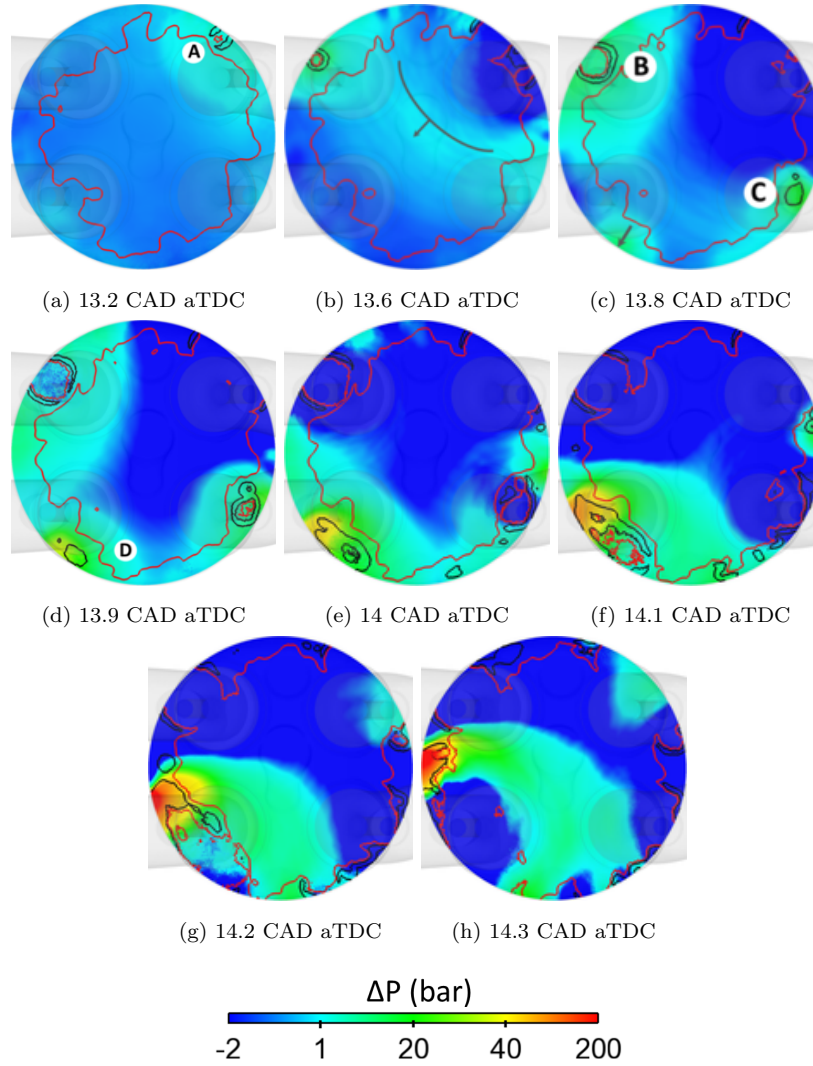 A
B
C
(a) 13.2 CAD aTDC (b) 13.6 CAD aTDC (c) 13.8 CAD aTDC
D
(d) 13.9 CAD aTDC (e) 14 CAD aTDC (f) 14.1 CAD aTDC
(g) 14.2 CAD aTDC (h) 14.3 CAD aTDC
ΔP (bar)
-2 1 20 40 200